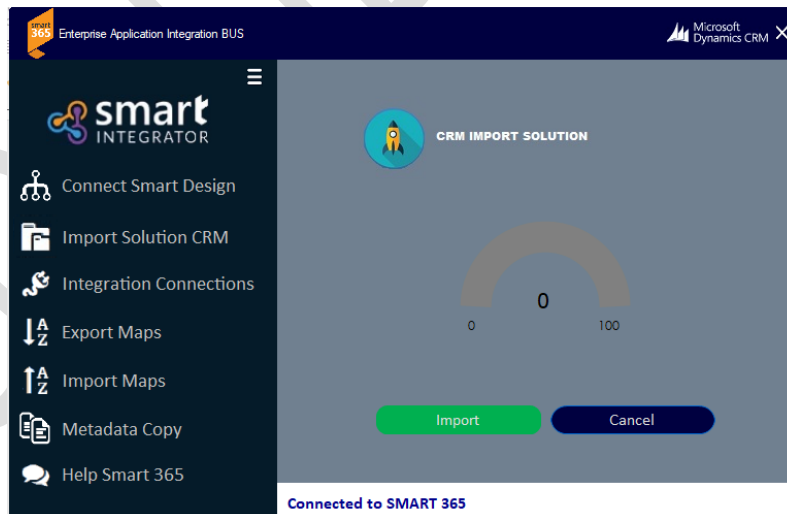 smart
365
Enterprise Application Integration BUS
Microsoft
Dynamics CRM
smart
INTEGRATOR
CRM IMPORT SOLUTION
Connect Smart Design
Import Solution CRM
Integration Connections
Export Maps
Import Maps
Metadata Copy
Help Smart 365
0
0
100
Import
Cancel
Connected to SMART 365